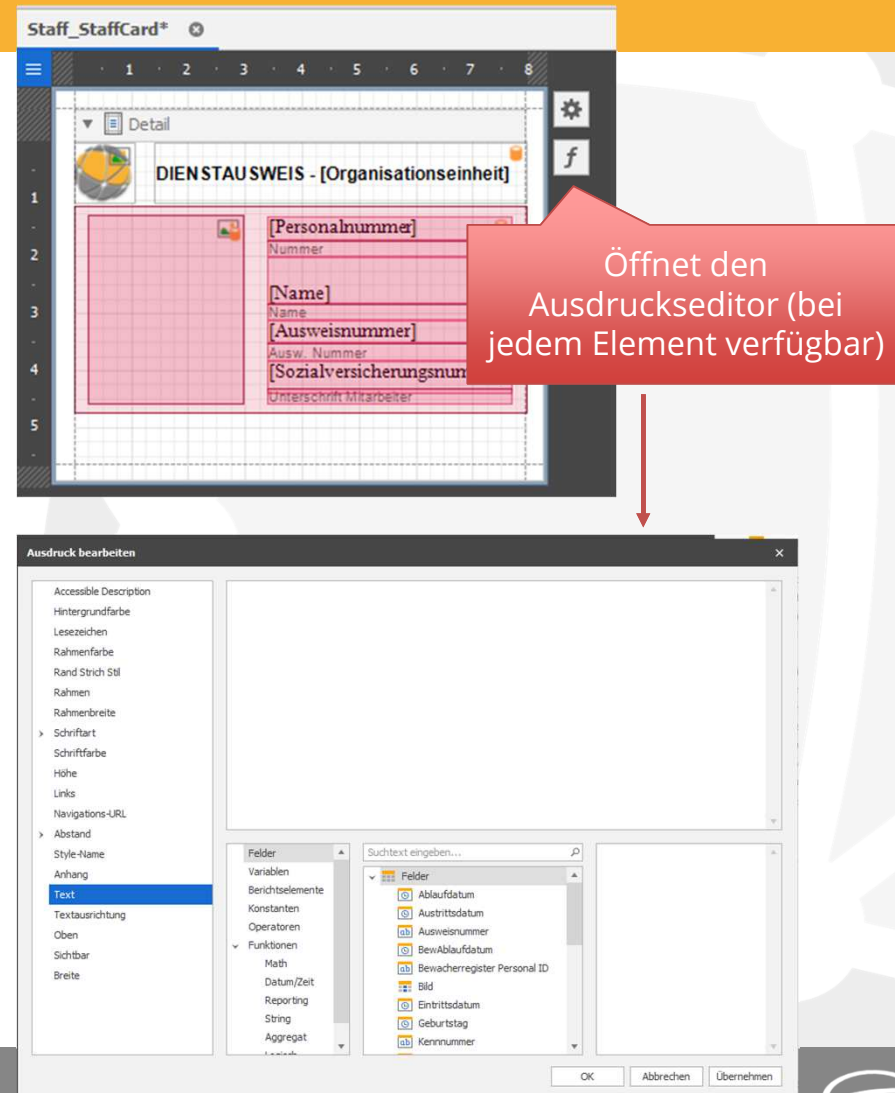 Staff_StaffCard*
1 2 3 4 5 6 7 8
Detail
DIENSTAUSWEIS - [Organisationseinheit]
1
2
3
4
5
[Personalnummer]
Nummer
[Name]
Name
[Ausweisnummer]
Ausw. Nummer
[Sozialversicherungsnum
Unterschrift Mitarbeiter
f
Öffnet den
Ausdruckseditor (bei
jedem Element verfügbar)
Ausdruck bearbeiten
Accessible Description
Hintergrundfarbe
Lesezeichen
Rahmenfarbe
Rand Strich Stil
Rahmen
Rahmenbreite
Schriftart
Schriftfarbe
Höhe
Links
Navigations-URL
Abstand
Style-Name
Anhang
Text
Textausrichtung
Oben
Sichtbar
Breite
Felder
Variablen
Berichtselemente
Konstanten
Operatoren
Funktionen
Math
Datum/Zeit
Reporting
String
Aggregat
Suchtext eingeben...
Felder
Ablaufdatum
Austrittsdatum
ab Ausweisnummer
BewAblaufdatum
ab Bewacherregister Personal ID
Bild
Eintrittsdatum
Geburtstag
ab Kennnummer
OK Abbrechen Übernehmen